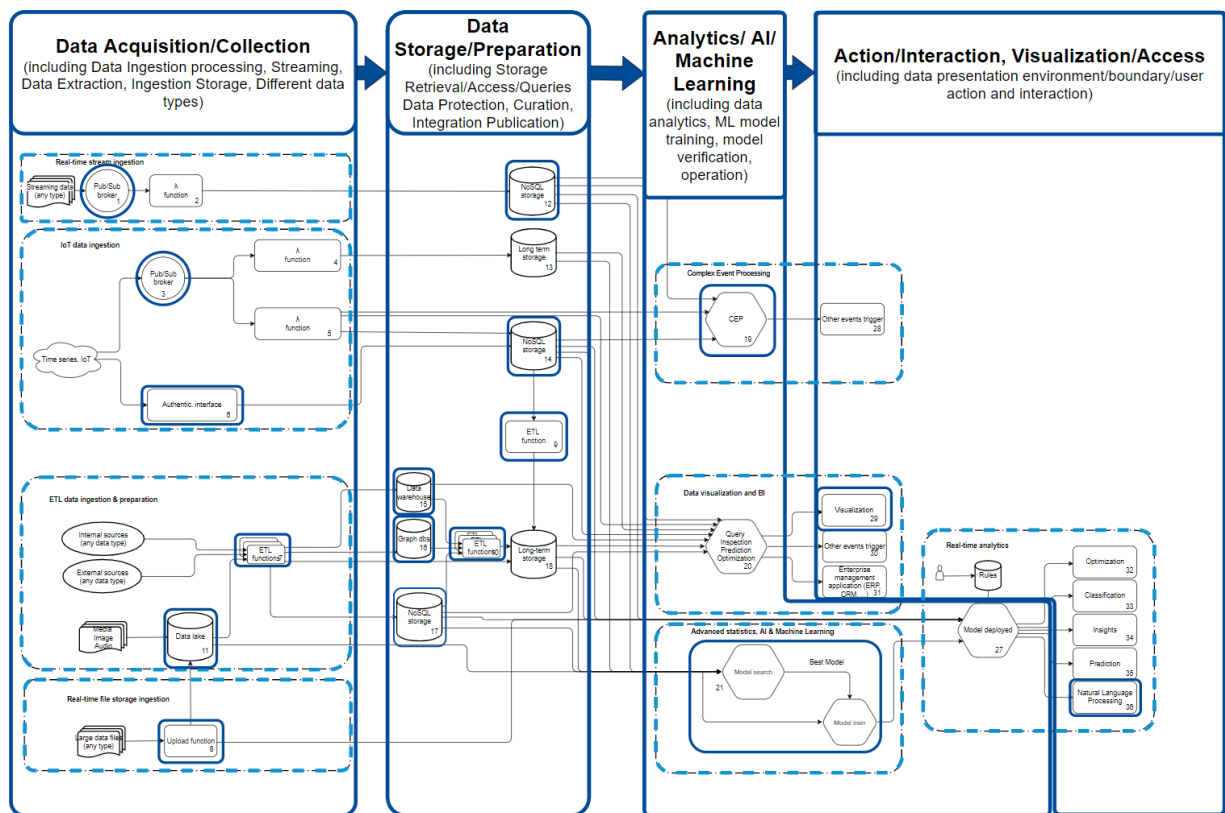 Data Acquisition/Collection
(including Data Ingestion processing, Streaming,
Data Extraction, Ingestion Storage, Different data
types)
Data
Storage/Preparation
(including Storage
Retrieval/Access/Queries
Data Protection, Curation,
Integration Publication)
Analytics/ AI/
Machine
Learning
(including data
analytics, ML model
training, model
verification,
operation)
Action/Interaction, Visualization/Access
(including data presentation environment/boundary/user
action and interaction)
Real-time stream ingestion
Streaming data
(any type)
Pub/Sub
broker
1
λ
function
2
NoSQL
storage
12
IoT data ingestion
Pub/Sub
broker
3
λ
function
4
λ
function
5
Time series, IoT
Authentic. interface
6
Long term
storage
13
NoSQL
storage
14
ETL
function
9
Complex Event Processing
CEP
19
Other events trigger
28
ETL data ingestion & preparation
Internal sources
(any data type)
External sources
(any data type)
ETL
functions
7
Media
Image
Audio
Data lake
11
Data
warehouse
15
Graph dbs
16
ETL
functions
Long-term
storage
18
NoSQL
storage
17
Data visualization and BI
Query
Inspection
Prediction
Optimization
20
Visualization
29
Other events trigger
30
Enterprise
management
application (ERP,
CRM, ...)
31
Real-time file storage ingestion
Large data files
(any type)
Upload function
8
Advanced statistics, AI & Machine Learning
Model search
21
Best Model
Model train
Real-time analytics
Rules
Model deployed
27
Optimization
32
Classification
33
Insights
34
Prediction
35
Natural Language
Processing
36